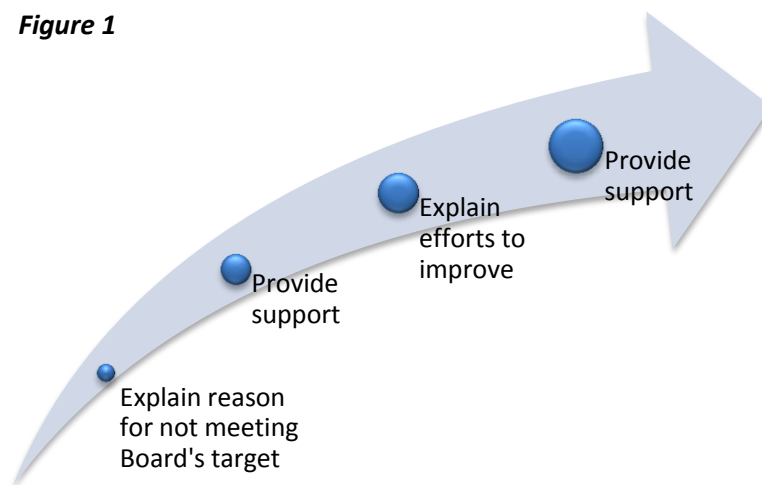 Figure 1
Explain reason
for not meeting
Board's target
Provide
support
Explain
efforts to
improve
Provide
support